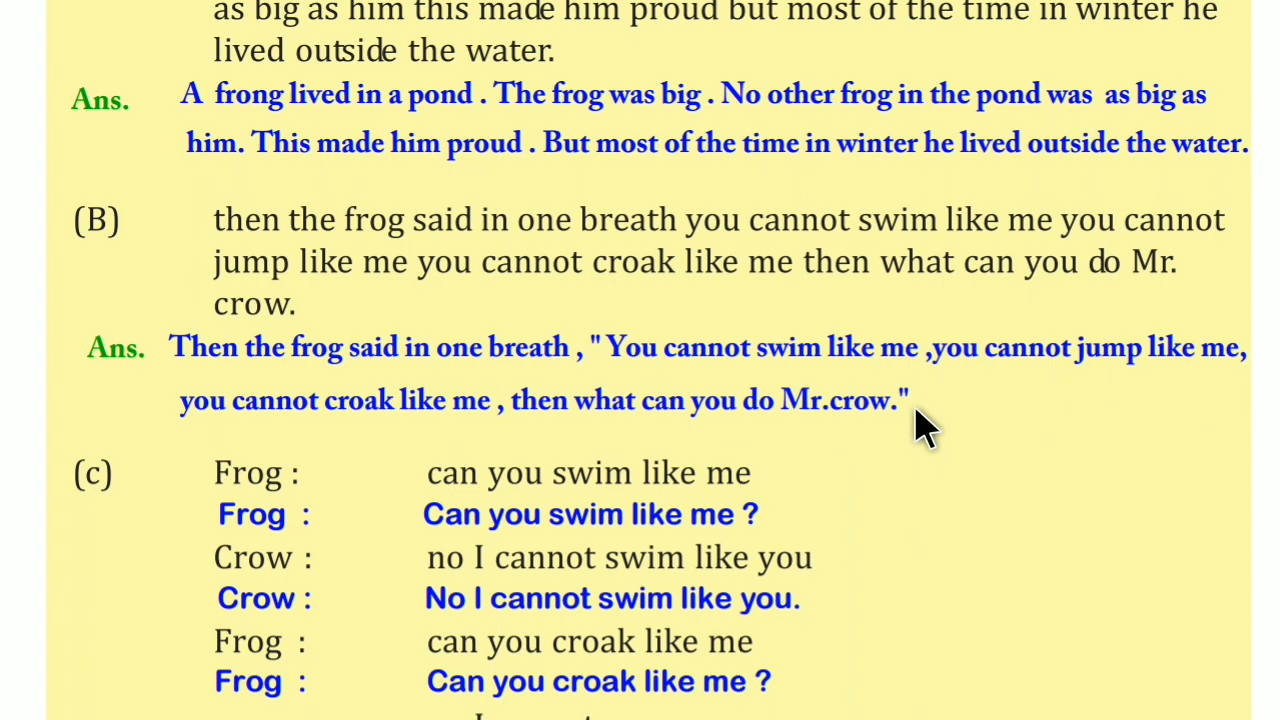 as big as him this made him proud but most of the time in winter he
lived outside the water.
Ans. A frong lived in a pond . The frog was big . No other frog in the pond was as big as
him. This made him proud . But most of the time in winter he lived outside the water.
(B) then the frog said in one breath you cannot swim like me you cannot
jump like me you cannot croak like me then what can you do Mr.
crow.
Ans. Then the frog said in one breath , " You cannot swim like me ,you cannot jump like me,
you cannot croak like me , then what can you do Mr.crow."
(c) Frog : can you swim like me
Frog : Can you swim like me ?
Crow : no I cannot swim like you
Crow : No I cannot swim like you.
Frog : can you croak like me
Frog : Can you croak like me ?